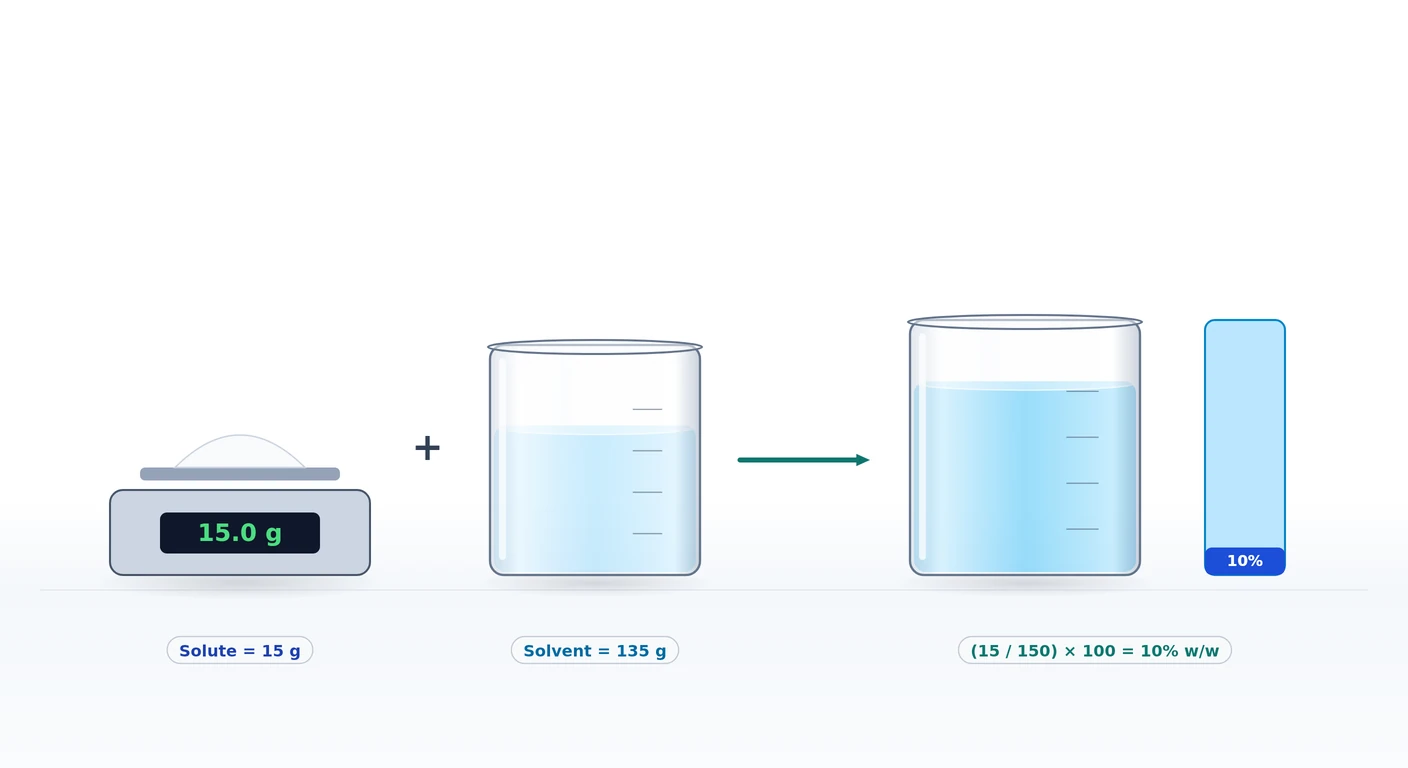 +
15.0 g
10%
Solute = 15 g
Solvent = 135 g
(15 / 150) × 100 = 10% w/w